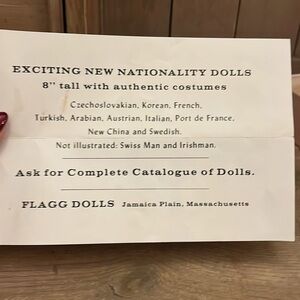 EXCITING NEW NATIONALITY DOLLS
8" tall with authentic costumes
Czechoslovakian, Korean, French,
Turkish, Arabian, Austrian, Italian, Port de France,
New China and Swedish.
Not illustrated: Swiss Man and Irishman.
Ask for Complete Catalogue of Dolls.
FLAGG DOLLS Jamaica Plain, Massachusetts